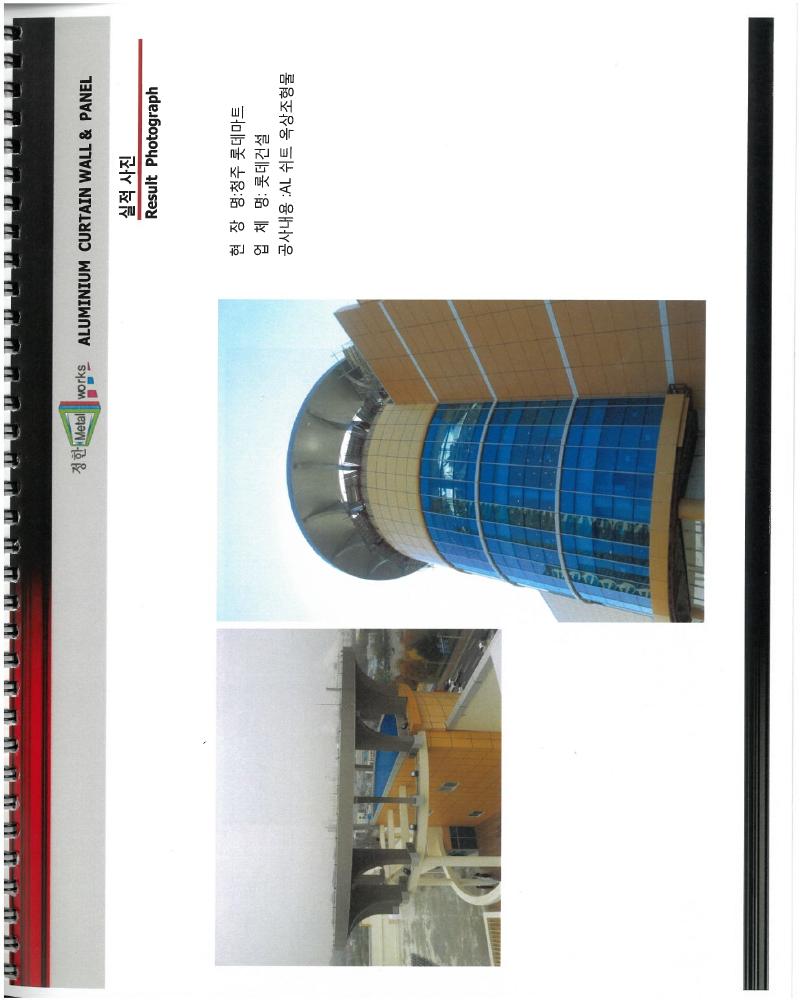 정한 Metal works
ALUMINIUM CURTAIN WALL & PANEL
실적 사진
Result Photograph
현 장 명:청주 롯데마트
업 체 명: 롯데건설
공사내용 :AL 쉬트 옥상조형물